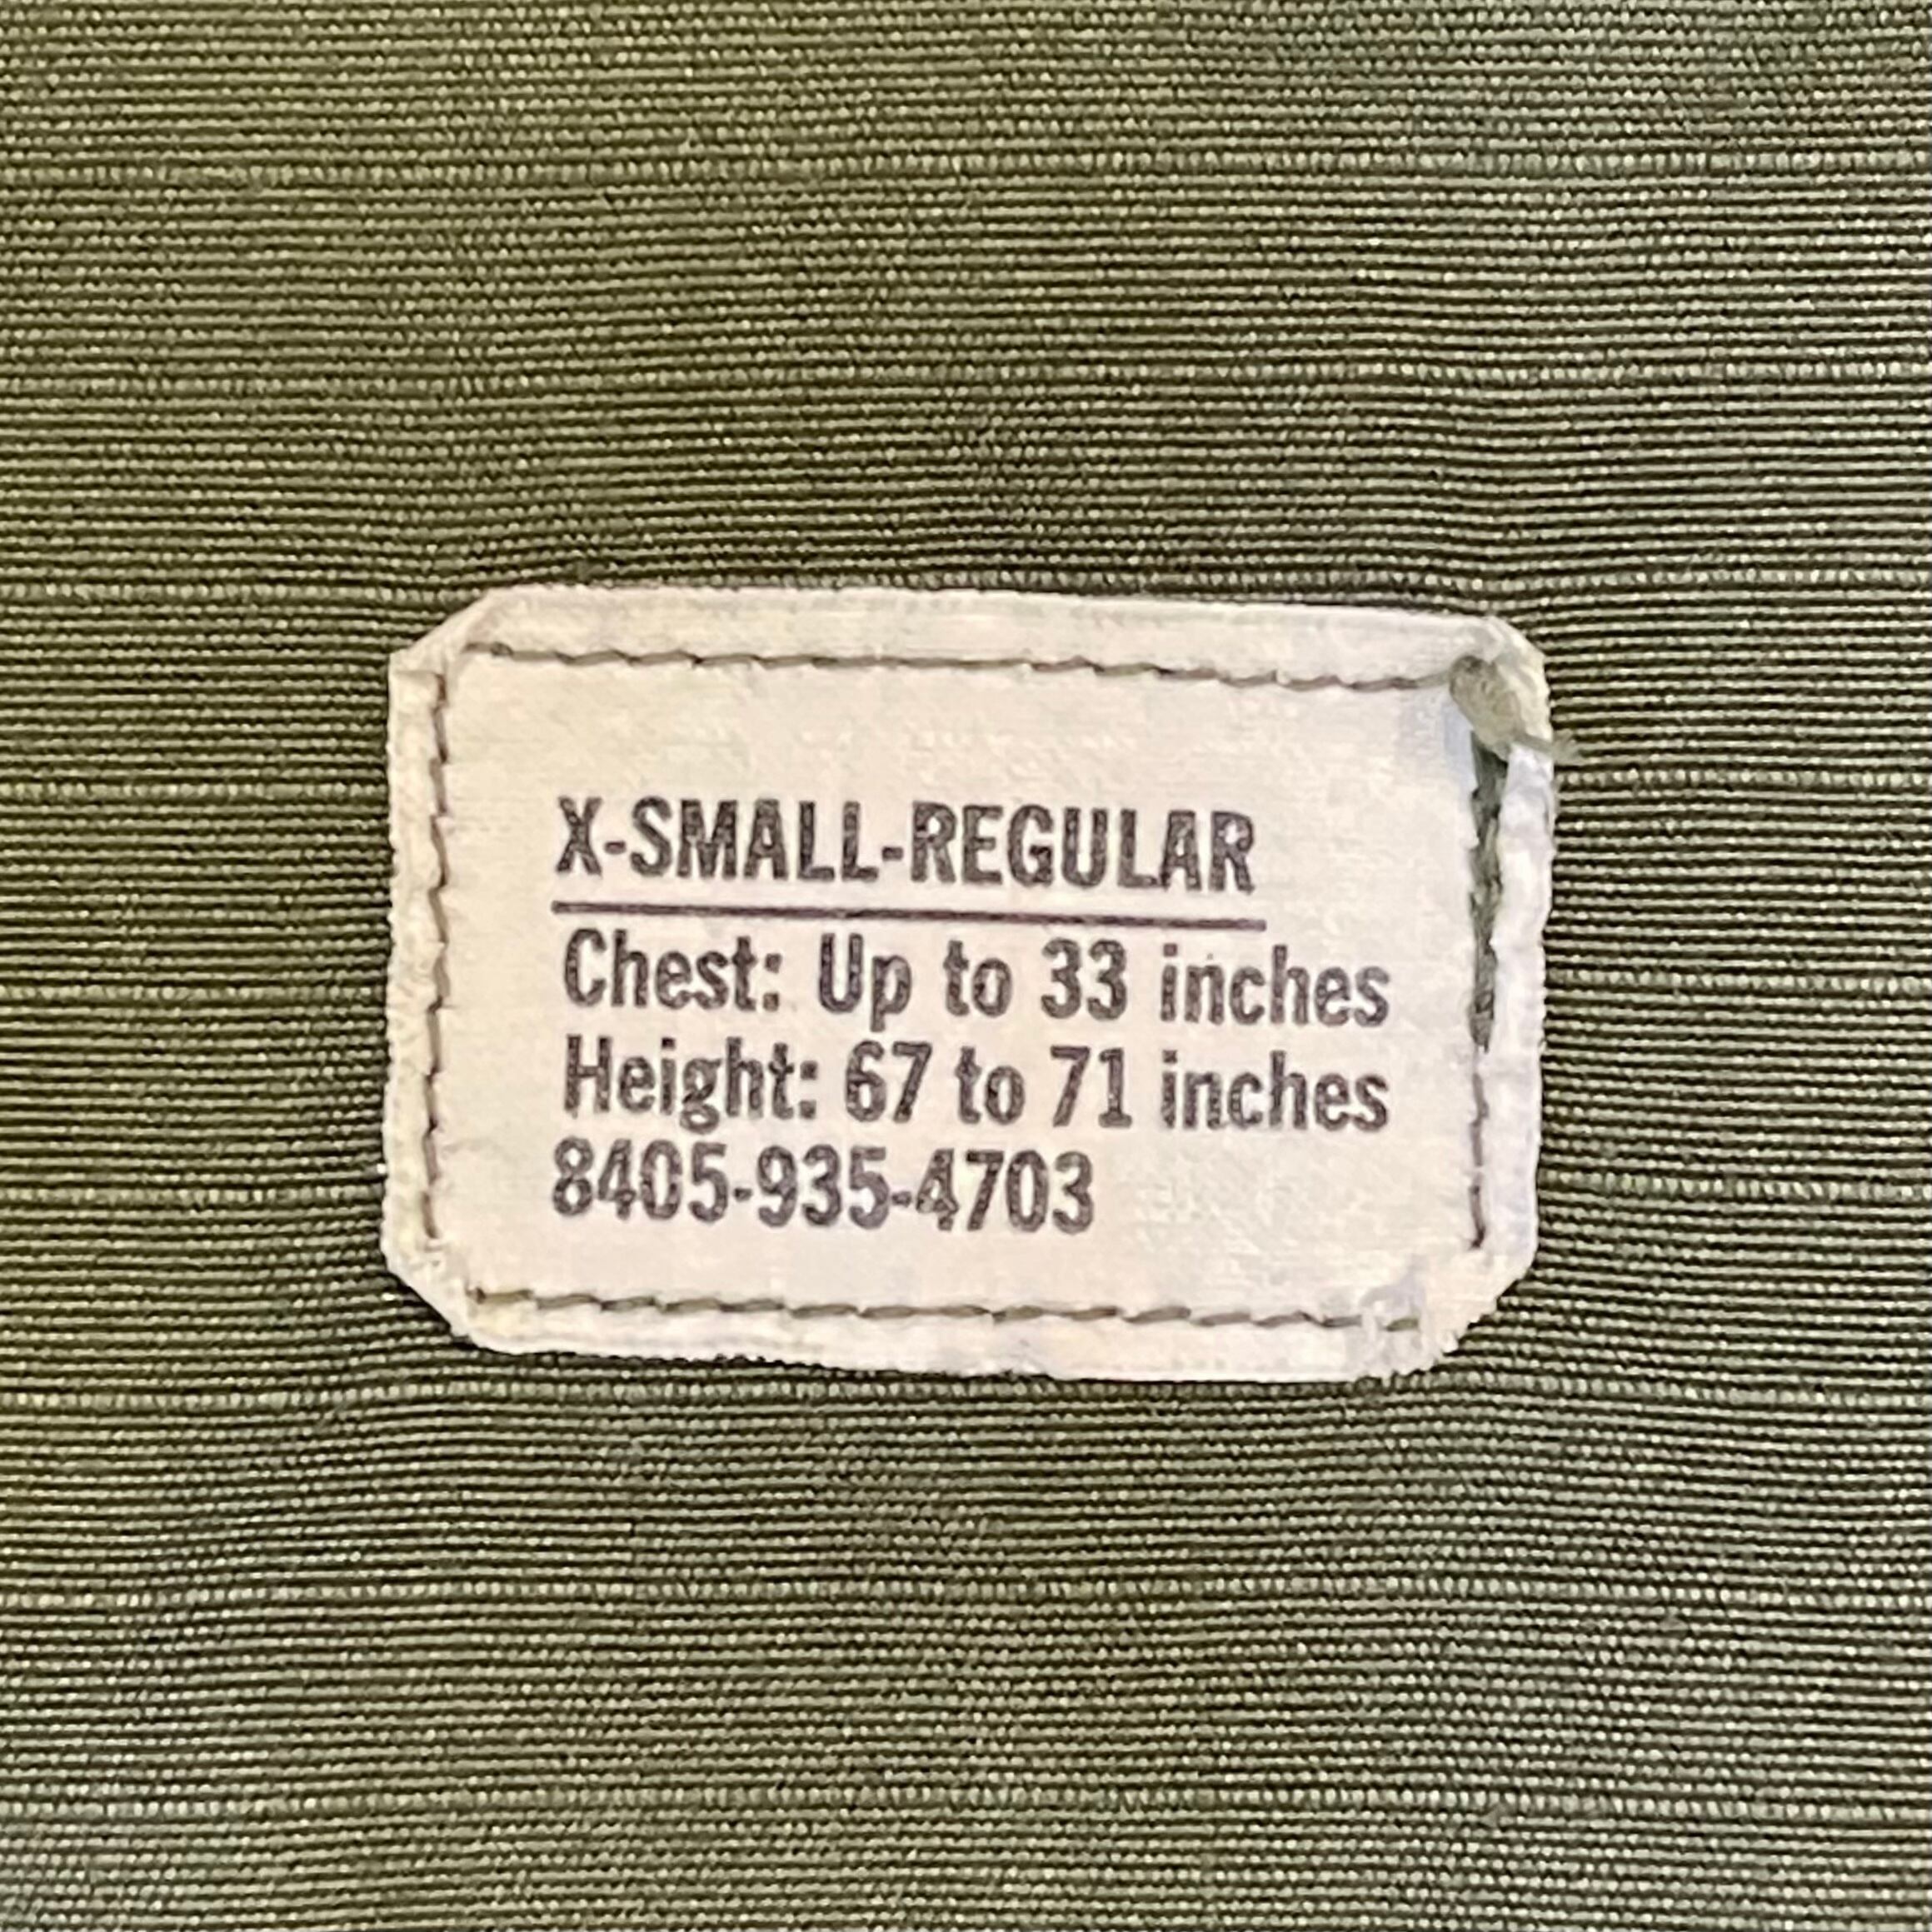 X-SMALL-REGULAR
Chest: Up to 33 inches
Height: 67 to 71 inches
8405-935-4703